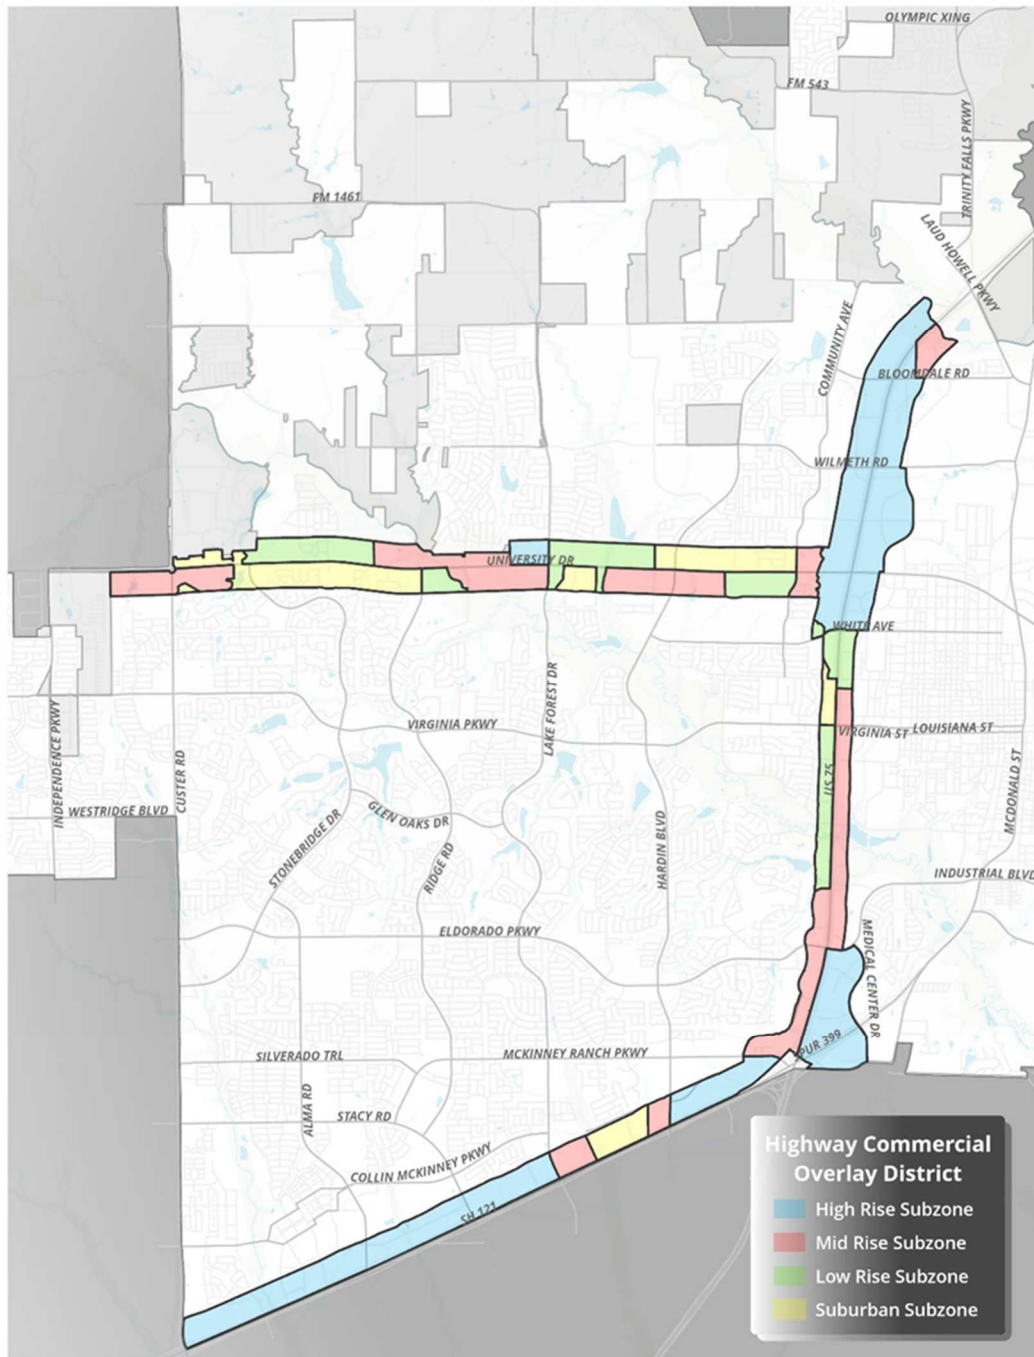 OLYMPIC XING
FM 543
TRINITY FALLS PKWY
FM 1461
LAUD HOWELL PKWY
COMMUNITY AVE
BLOOMDALE RD
WILMETH RD
UNIVERSITY DR
WHITE AVE
LAKE FOREST DR
INDEPENDENCE PKWY
VIRGINIA PKWY
VIRGINIA ST
LOUISIANA ST
CUSTER RD
US 75
MCDONALD ST
WESTRIDGE BLVD
GLEN OAKS DR
STONEBRIDGE DR
RIDGE RD
HARDIN BLVD
INDUSTRIAL BLVD
ELDORADO PKWY
MEDICAL CENTER DR
SPUR 399
SILVERADO TRL
MCKINNEY RANCH PKWY
ALMA RD
STACY RD
COLLIN MCKINNEY PKWY
SH 121
Highway Commercial
Overlay District
High Rise Subzone
Mid Rise Subzone
Low Rise Subzone
Suburban Subzone